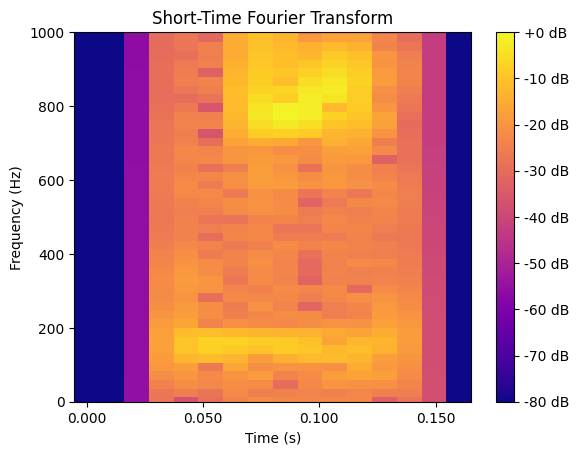 Short-Time Fourier Transform
1000
800
600
400
200
0
Frequency (Hz)
0.000
0.050
0.100
0.150
Time (s)
+0 dB
-10 dB
-20 dB
-30 dB
-40 dB
-50 dB
-60 dB
-70 dB
-80 dB